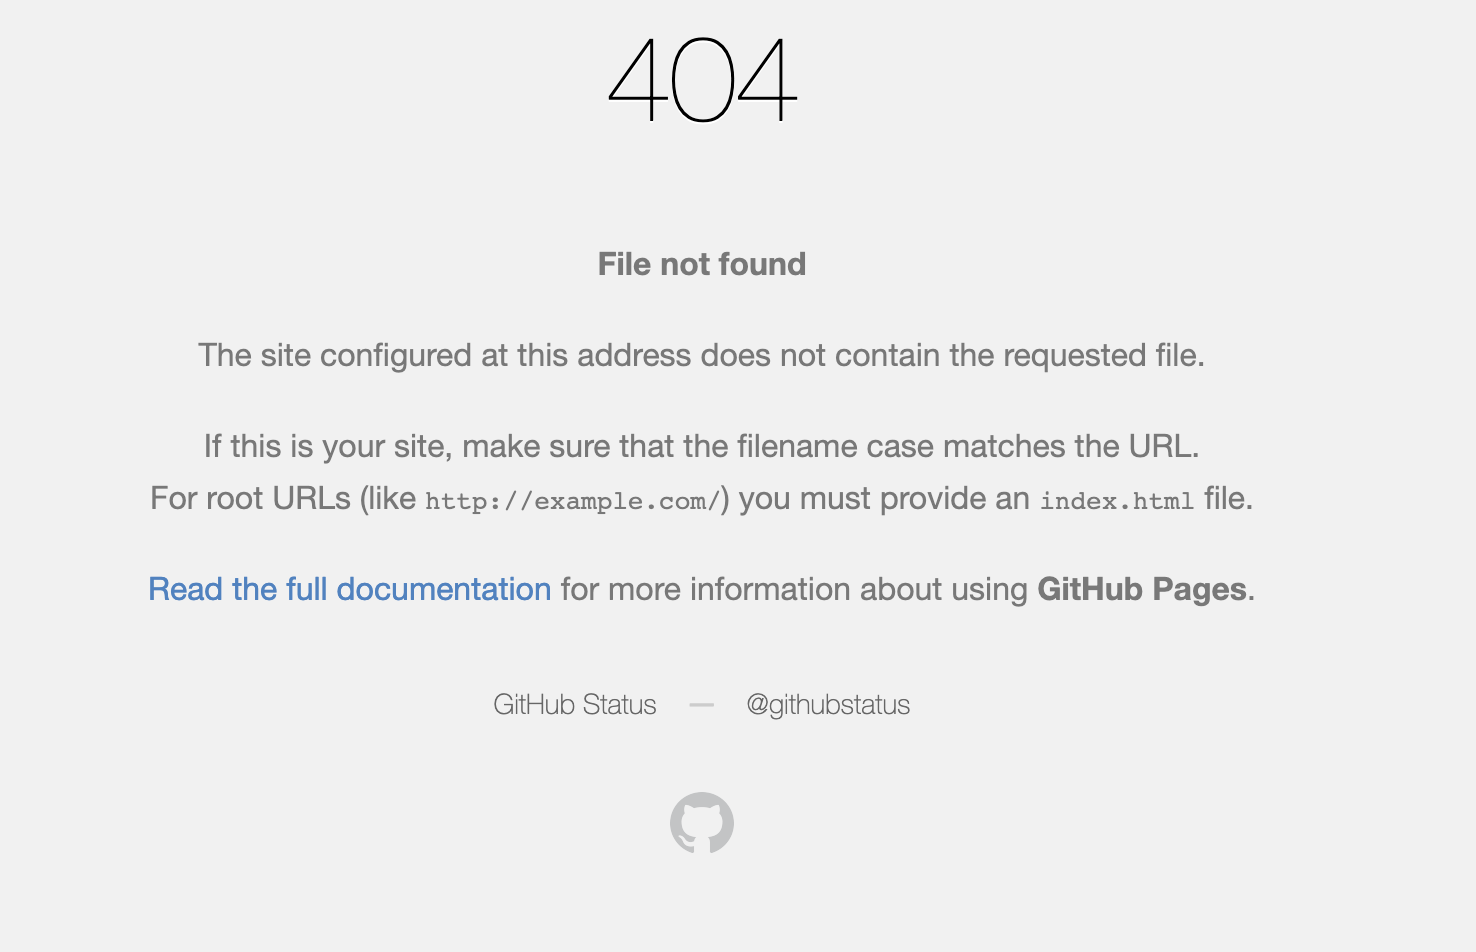 404
File not found
The site configured at this address does not contain the requested file.
If this is your site, make sure that the filename case matches the URL.
For root URLs (like http://example.com/) you must provide an index.html file.
Read the full documentation for more information about using GitHub Pages.
GitHub Status — @githubstatus